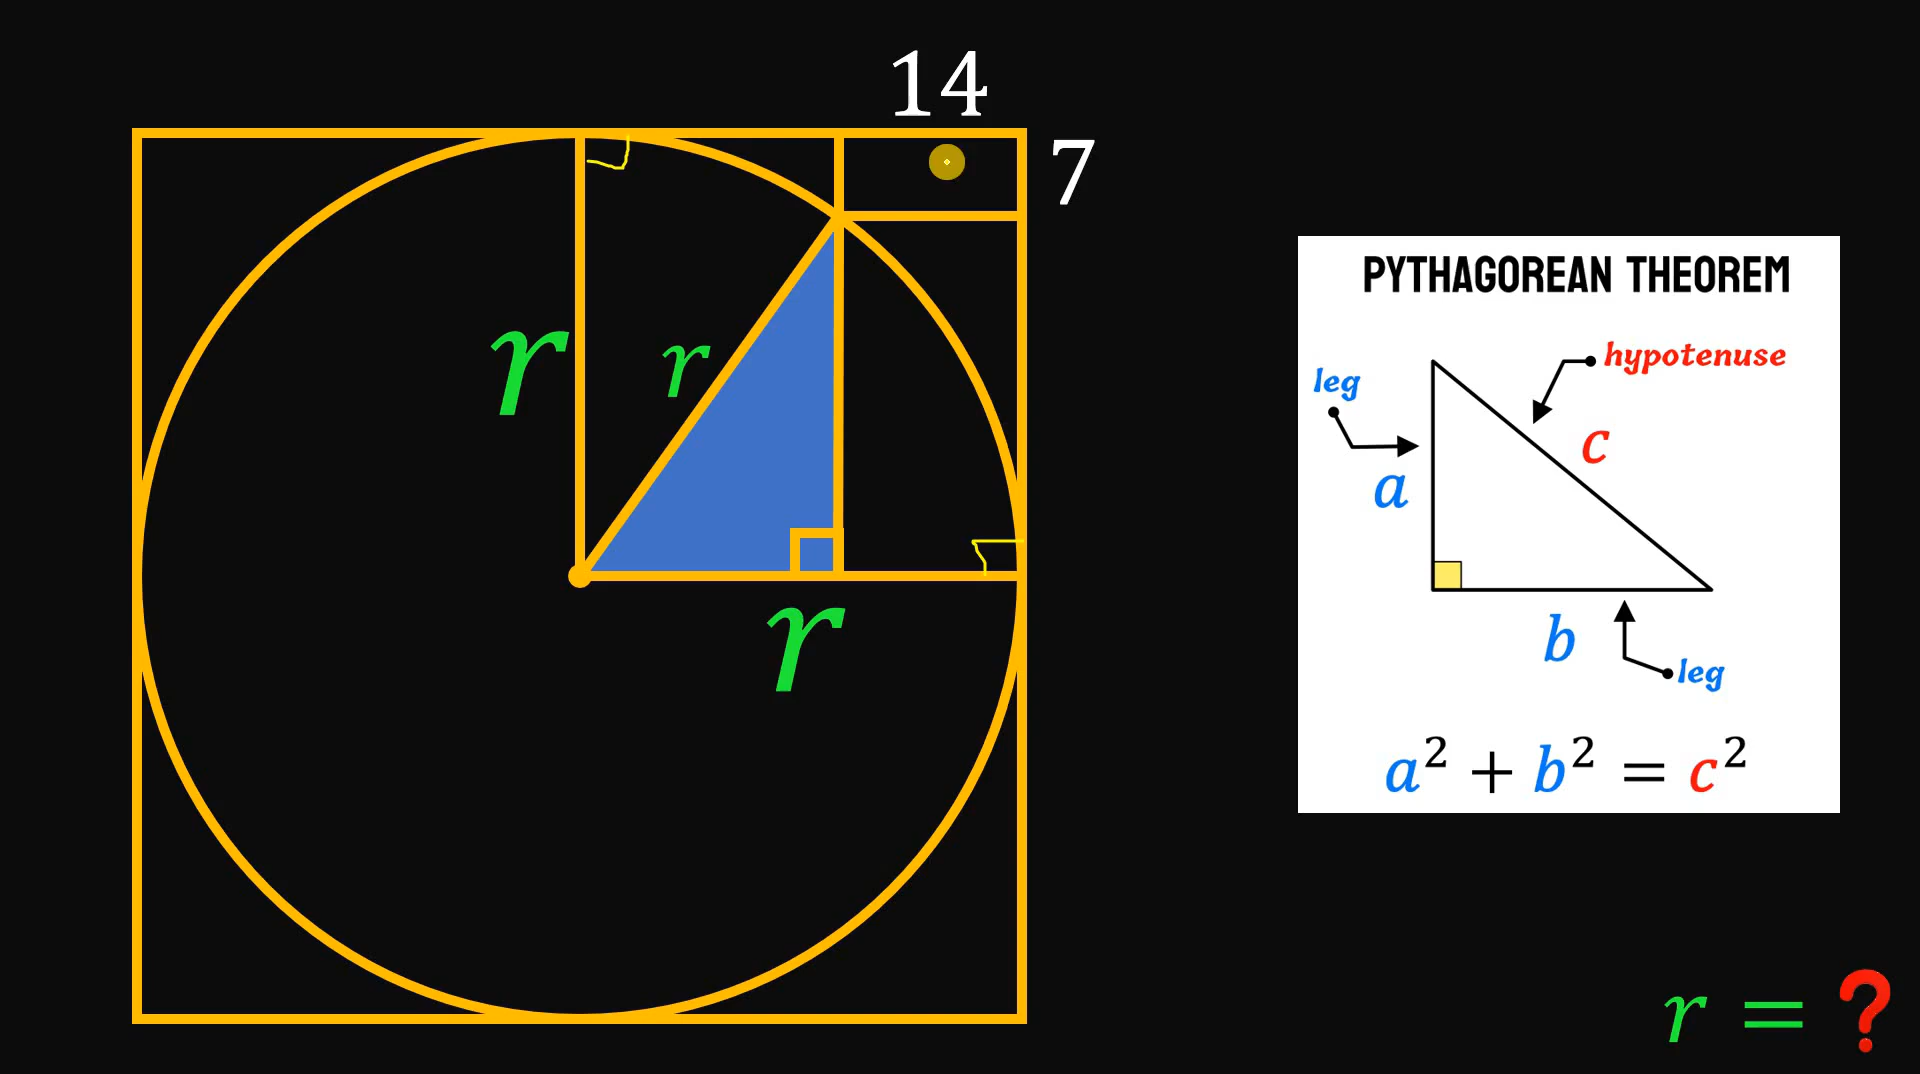 14
7
r
r
r
PYTHAGOREAN THEOREM
hypotenuse
leg
c
a
b
leg
a² + b² = c²
r = ❓